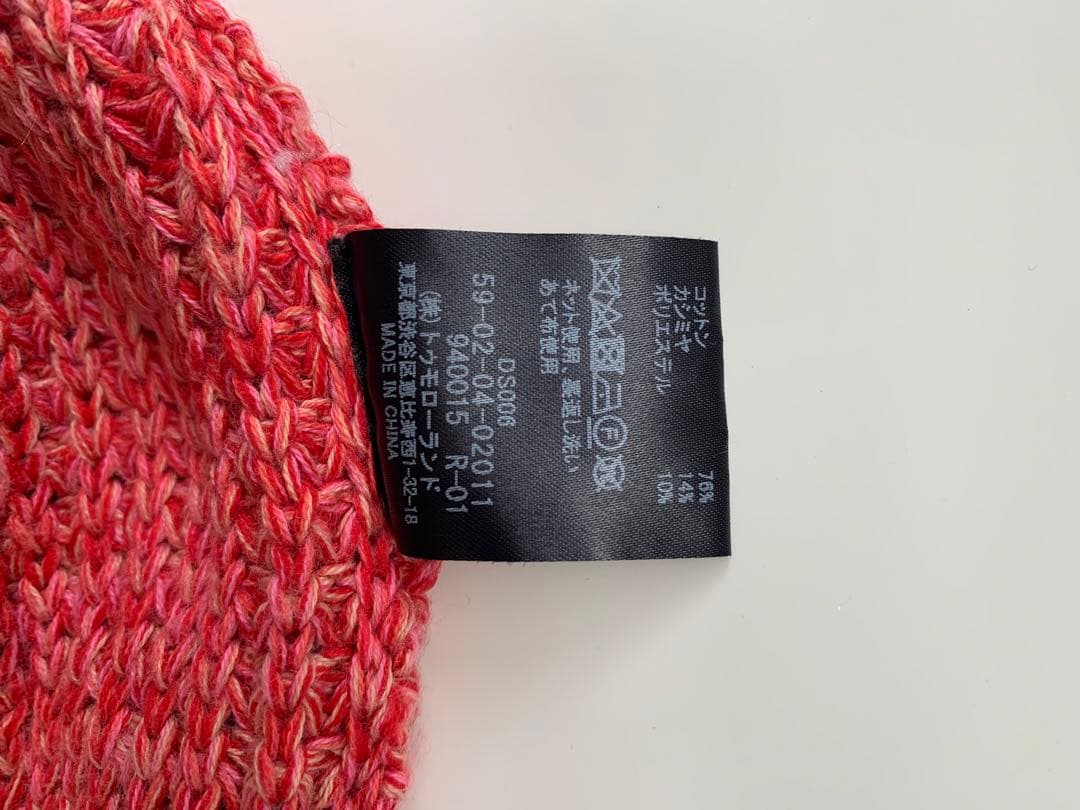 コットン 76%
カシミヤ 14%
ポリエステル 10%
ネット使用、裏返し洗い
あて布使用
DS006
59-02-04-02011
940015 R-01
(株)トゥモローランド
東京都渋谷区恵比寿西1-32-18
MADE IN CHINA